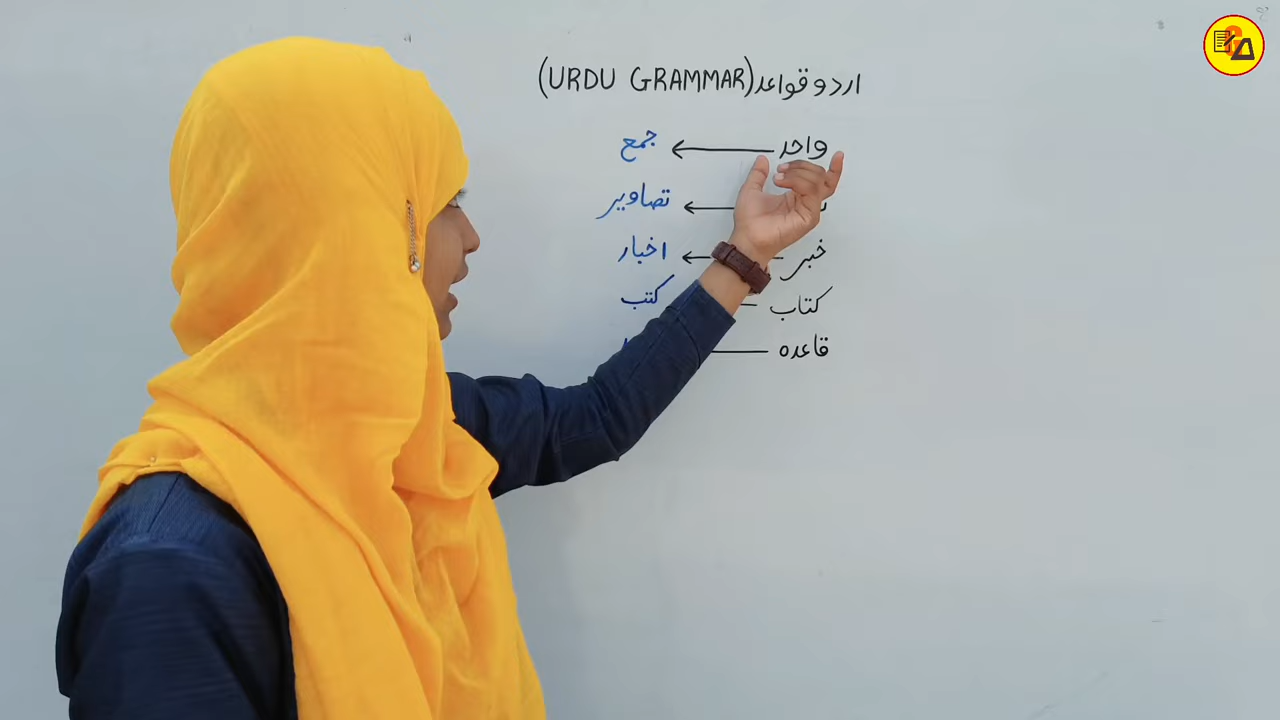 اردو قواعد (URDU GRAMMAR)
واحد ← جمع
← تصاویر
خبر ← اخبار
کتاب کتب
قاعدہ